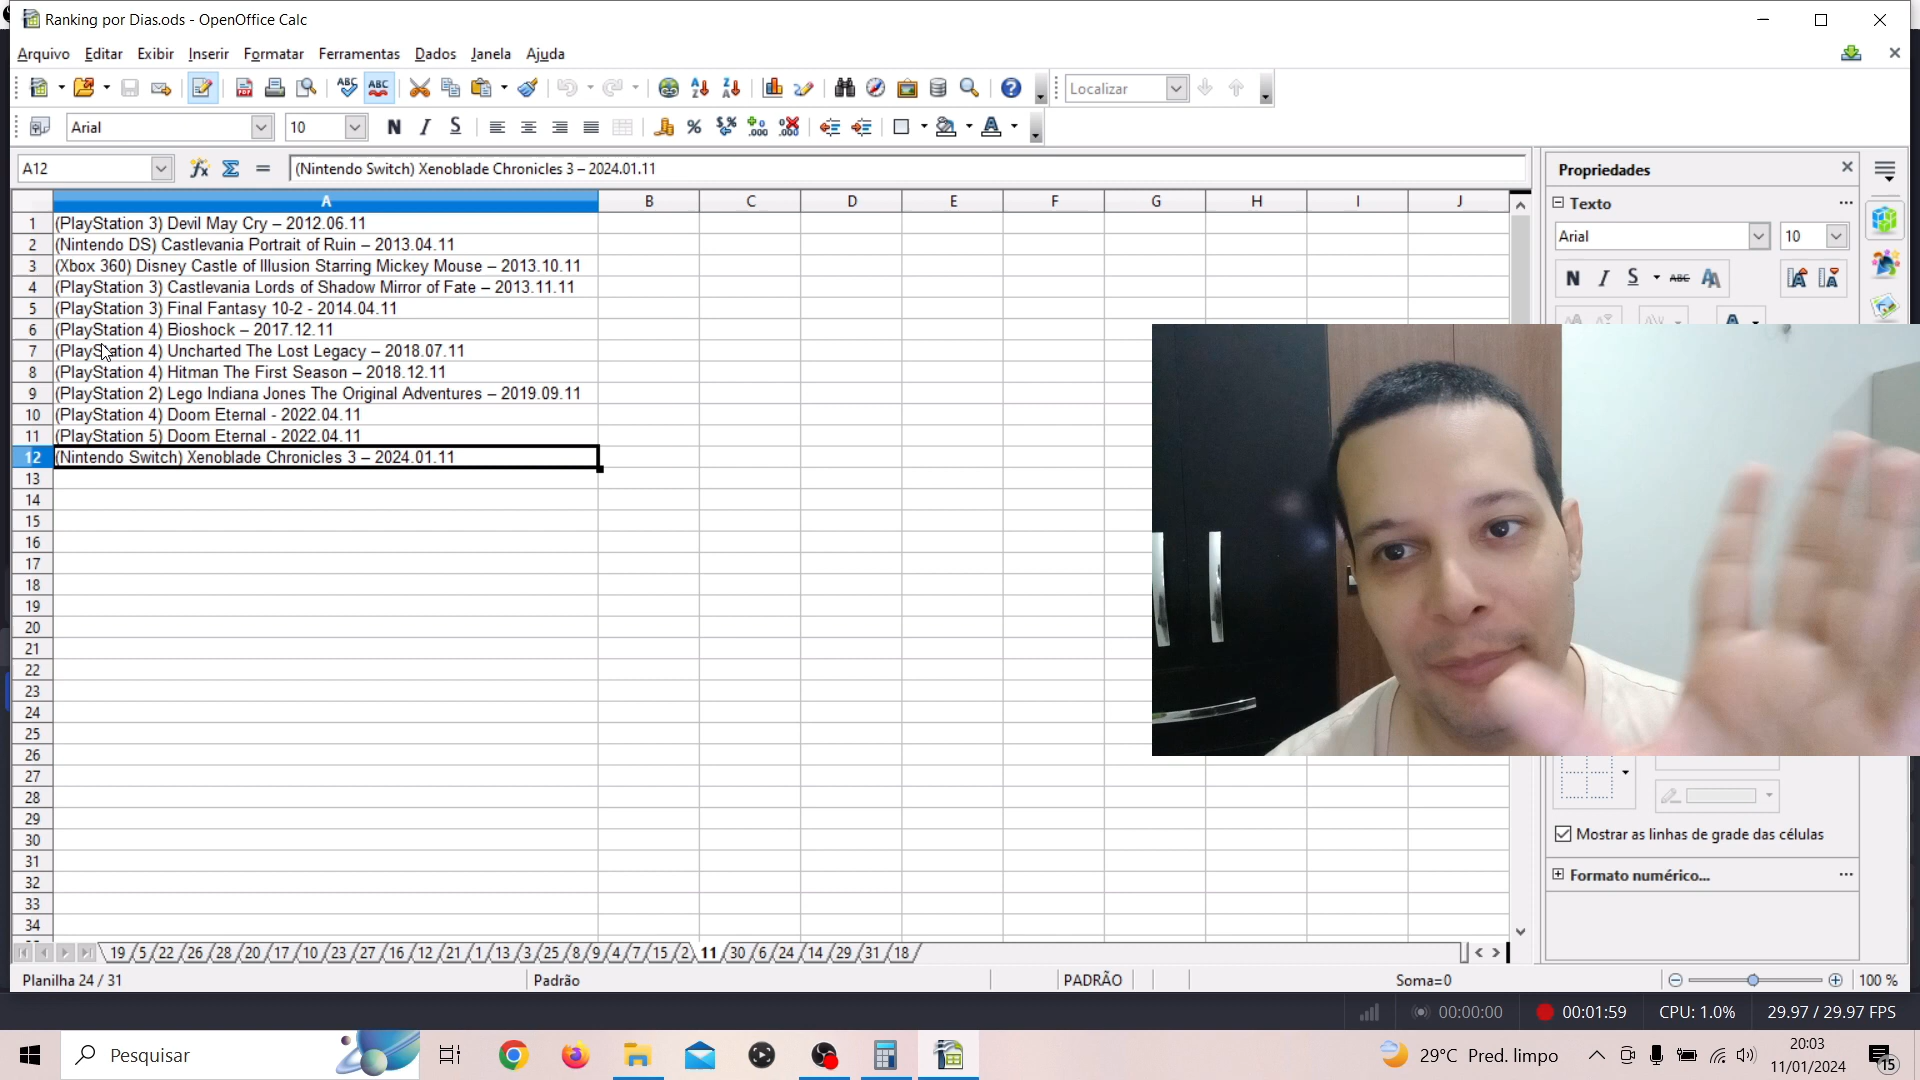 Ranking por Dias.ods - OpenOffice Calc
Arquivo Editar Exibir Inserir Formatar Ferramentas Dados Janela Ajuda
Localizar
Arial 10 N I S
A12 (Nintendo Switch) Xenoblade Chronicles 3 – 2024.01.11
Propriedades
A B C D E F G H I J
Texto
Arial 10
N I S ABC
1 (PlayStation 3) Devil May Cry – 2012.06.11
2 (Nintendo DS) Castlevania Portrait of Ruin – 2013.04.11
3 (Xbox 360) Disney Castle of Illusion Starring Mickey Mouse – 2013.10.11
4 (PlayStation 3) Castlevania Lords of Shadow Mirror of Fate – 2013.11.11
5 (PlayStation 3) Final Fantasy 10-2 - 2014.04.11
6 (PlayStation 4) Bioshock – 2017.12.11
7 (PlayStation 4) Uncharted The Lost Legacy – 2018.07.11
8 (PlayStation 4) Hitman The First Season – 2018.12.11
9 (PlayStation 2) Lego Indiana Jones The Original Adventures – 2019.09.11
10 (PlayStation 4) Doom Eternal - 2022.04.11
11 (PlayStation 5) Doom Eternal - 2022.04.11
12 (Nintendo Switch) Xenoblade Chronicles 3 – 2024.01.11
13
14
15
16
17
18
19
20
21
22
23
24
25
26
27
28
29
30
31
32
33
34
Mostrar as linhas de grade das células
Formato numérico...
19 5 22 26 28 20 17 10 23 27 16 12 21 1 13 3 25 8 9 4 7 15 2 11 30 6 24 14 29 31 18
Planilha 24 / 31 Padrão PADRÃO Soma=0 100 %
00:00:00 00:01:59 CPU: 1.0% 29.97 / 29.97 FPS
Pesquisar
29°C Pred. limpo
20:03
11/01/2024
15